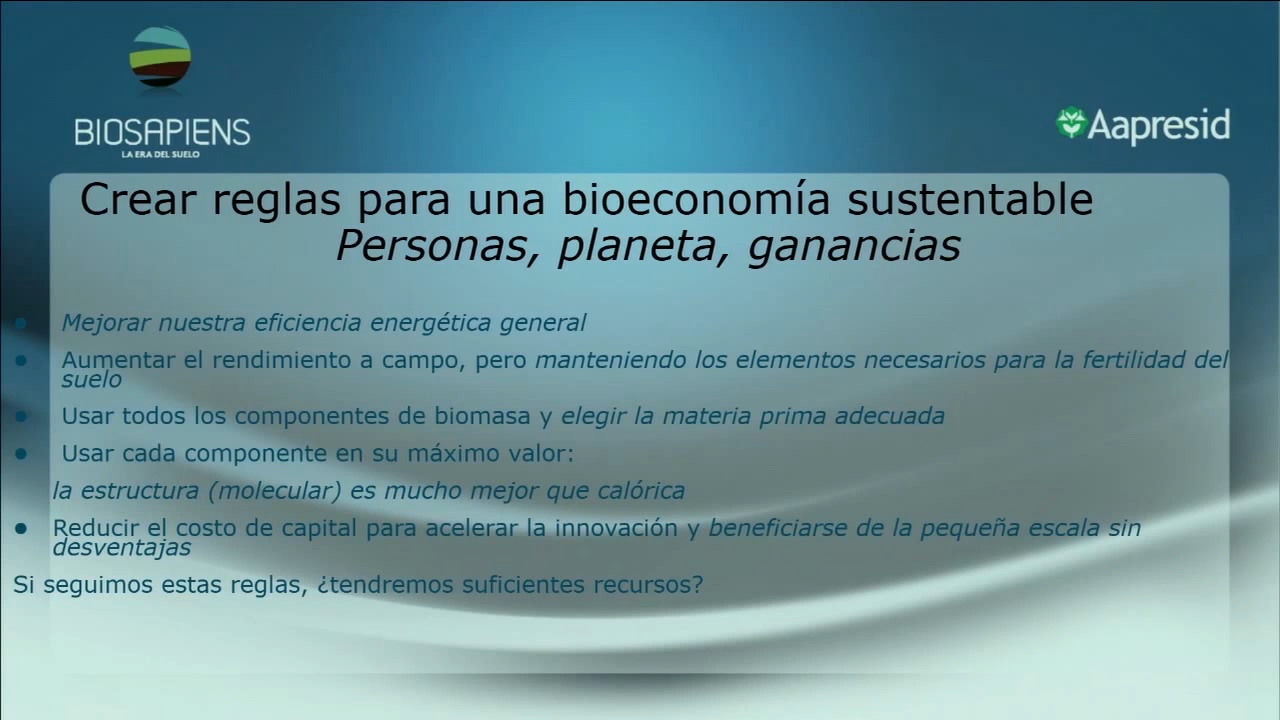 BIOSAPIENS
LA ERA DEL SUELO
Aapresid
Crear reglas para una bioeconomía sustentable
Personas, planeta, ganancias
● Mejorar nuestra eficiencia energética general
● Aumentar el rendimiento a campo, pero manteniendo los elementos necesarios para la fertilidad del
suelo
● Usar todos los componentes de biomasa y elegir la materia prima adecuada
● Usar cada componente en su máximo valor:
la estructura (molecular) es mucho mejor que calórica
● Reducir el costo de capital para acelerar la innovación y beneficiarse de la pequeña escala sin
desventajas
Si seguimos estas reglas, ¿tendremos suficientes recursos?